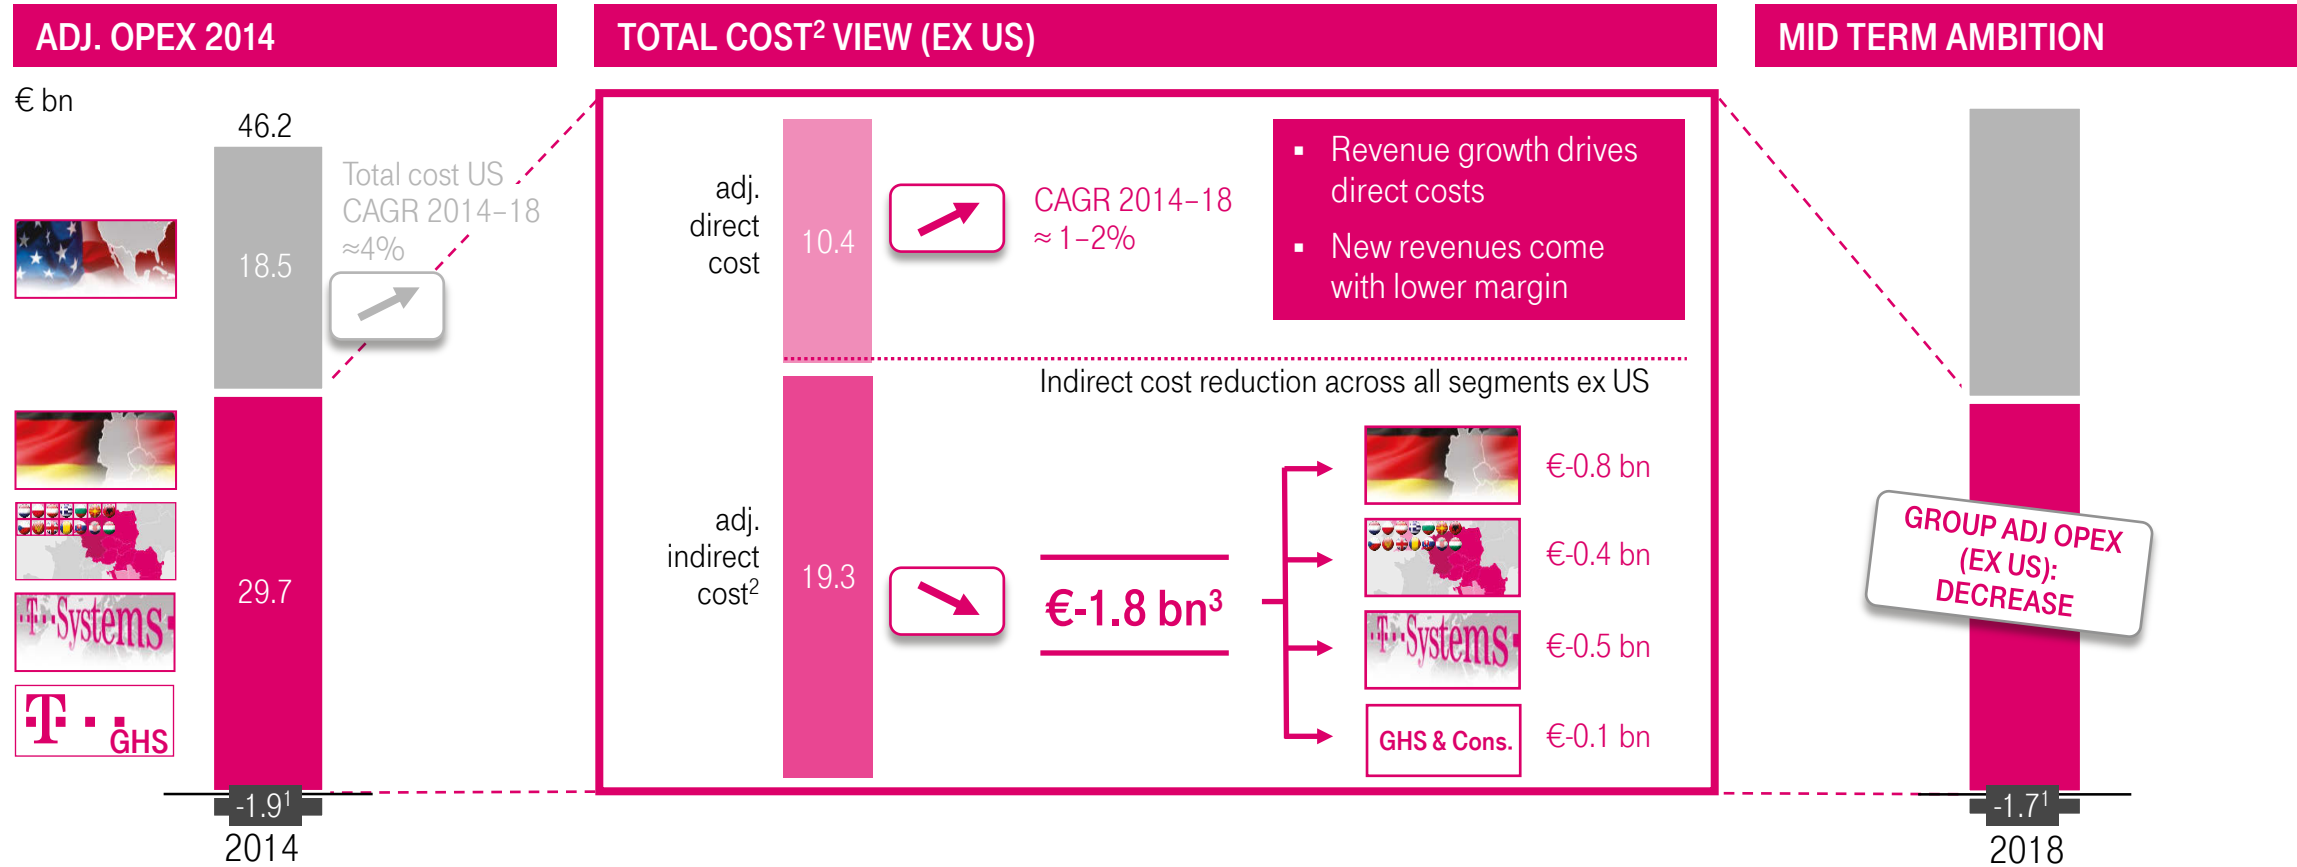 ADJ. OPEX 2014
€ bn
46.2
Total cost US
CAGR 2014–18
≈4%
18.5
29.7
·T··Systems·
T··
GHS
-1.9¹
2014
TOTAL COST² VIEW (EX US)
adj.
direct
cost
10.4
CAGR 2014–18
≈ 1–2%
▪ Revenue growth drives
direct costs
▪ New revenues come
with lower margin
Indirect cost reduction across all segments ex US
adj.
indirect
cost²
19.3
€-1.8 bn³
€-0.8 bn
€-0.4 bn
·T··Systems·
€-0.5 bn
GHS & Cons.
€-0.1 bn
MID TERM AMBITION
GROUP ADJ OPEX
(EX US):
DECREASE
-1.7¹
2018